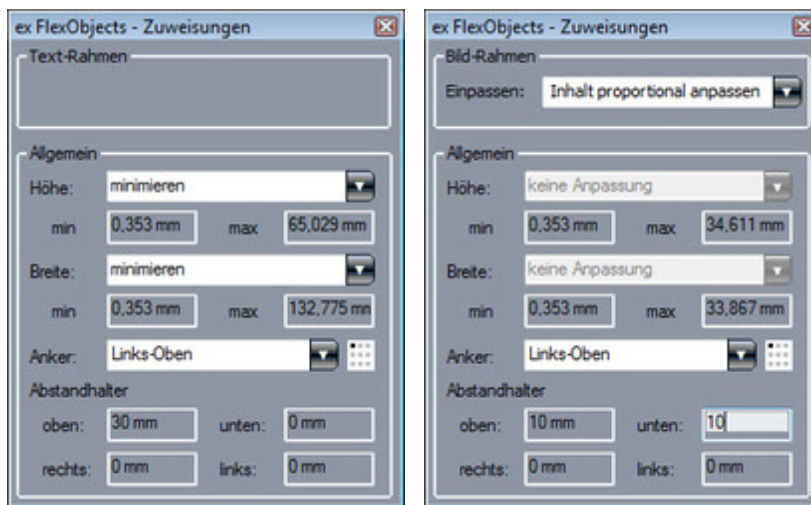 ex FlexObjects - Zuweisungen
Text-Rahmen
Allgemein
Höhe: minimieren
min 0,353 mm max 65,029 mm
Breite: minimieren
min 0,353 mm max 132,775 mm
Anker: Links-Oben
Abstandhalter
oben: 30 mm unten: 0 mm
rechts: 0 mm links: 0 mm
ex FlexObjects - Zuweisungen
Bild-Rahmen
Einpassen: Inhalt proportional anpassen
Allgemein
Höhe: keine Anpassung
min 0,353 mm max 34,611 mm
Breite: keine Anpassung
min 0,353 mm max 33,867 mm
Anker: Links-Oben
Abstandhalter
oben: 10 mm unten: 10
rechts: 0 mm links: 0 mm